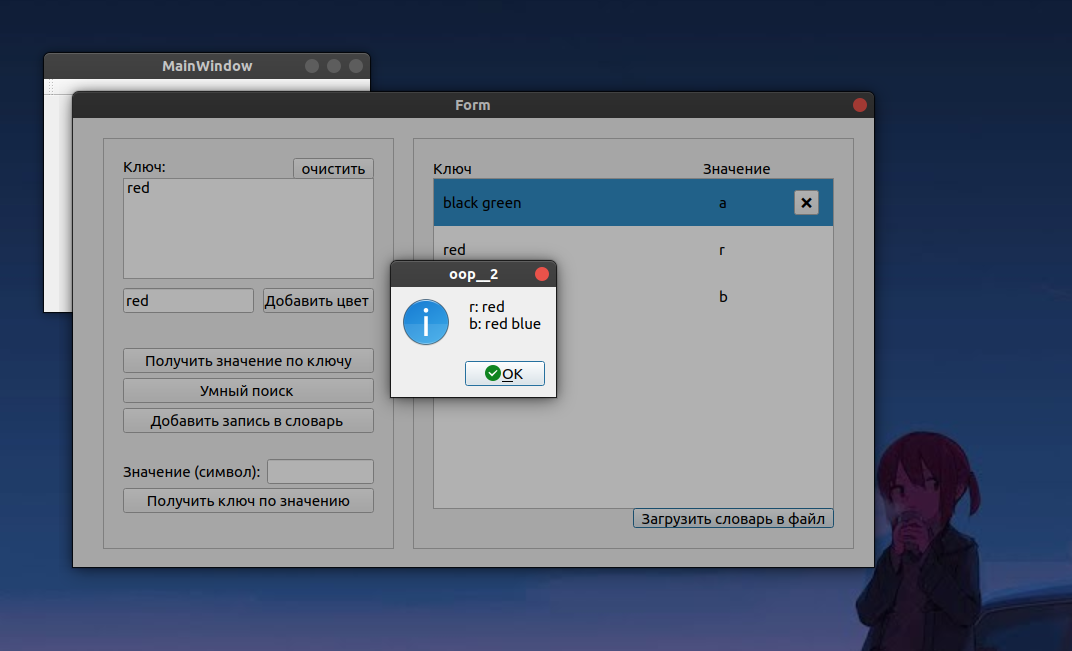 MainWindow
Form
Ключ:
очистить
red
red
Добавить цвет
Получить значение по ключу
Умный поиск
Добавить запись в словарь
Значение (символ):
Получить ключ по значению
Ключ
Значение
black green
a
red
r
b
Загрузить словарь в файл
oop__2
r: red
b: red blue
OK